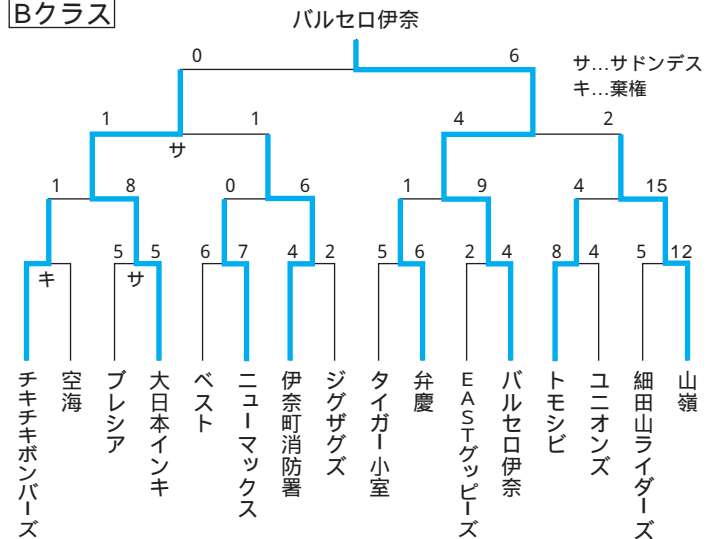 Bクラス
バルセロ伊奈
0 6
サ…サドンデス
キ…棄権
1 1 4 2
サ
1 8 0 6 1 9 4 15
5 5 6 7 4 2 5 6 2 4 8 4 5 12
キ サ
チキチキボンバーズ
空海
ブレシア
大日本インキ
ベスト
ニューマックス
伊奈町消防署
ジグザグズ
タイガー小室
弁慶
EASTグッピーズ
バルセロ伊奈
トモシビ
ユニオンズ
細田山ライダーズ
山嶺